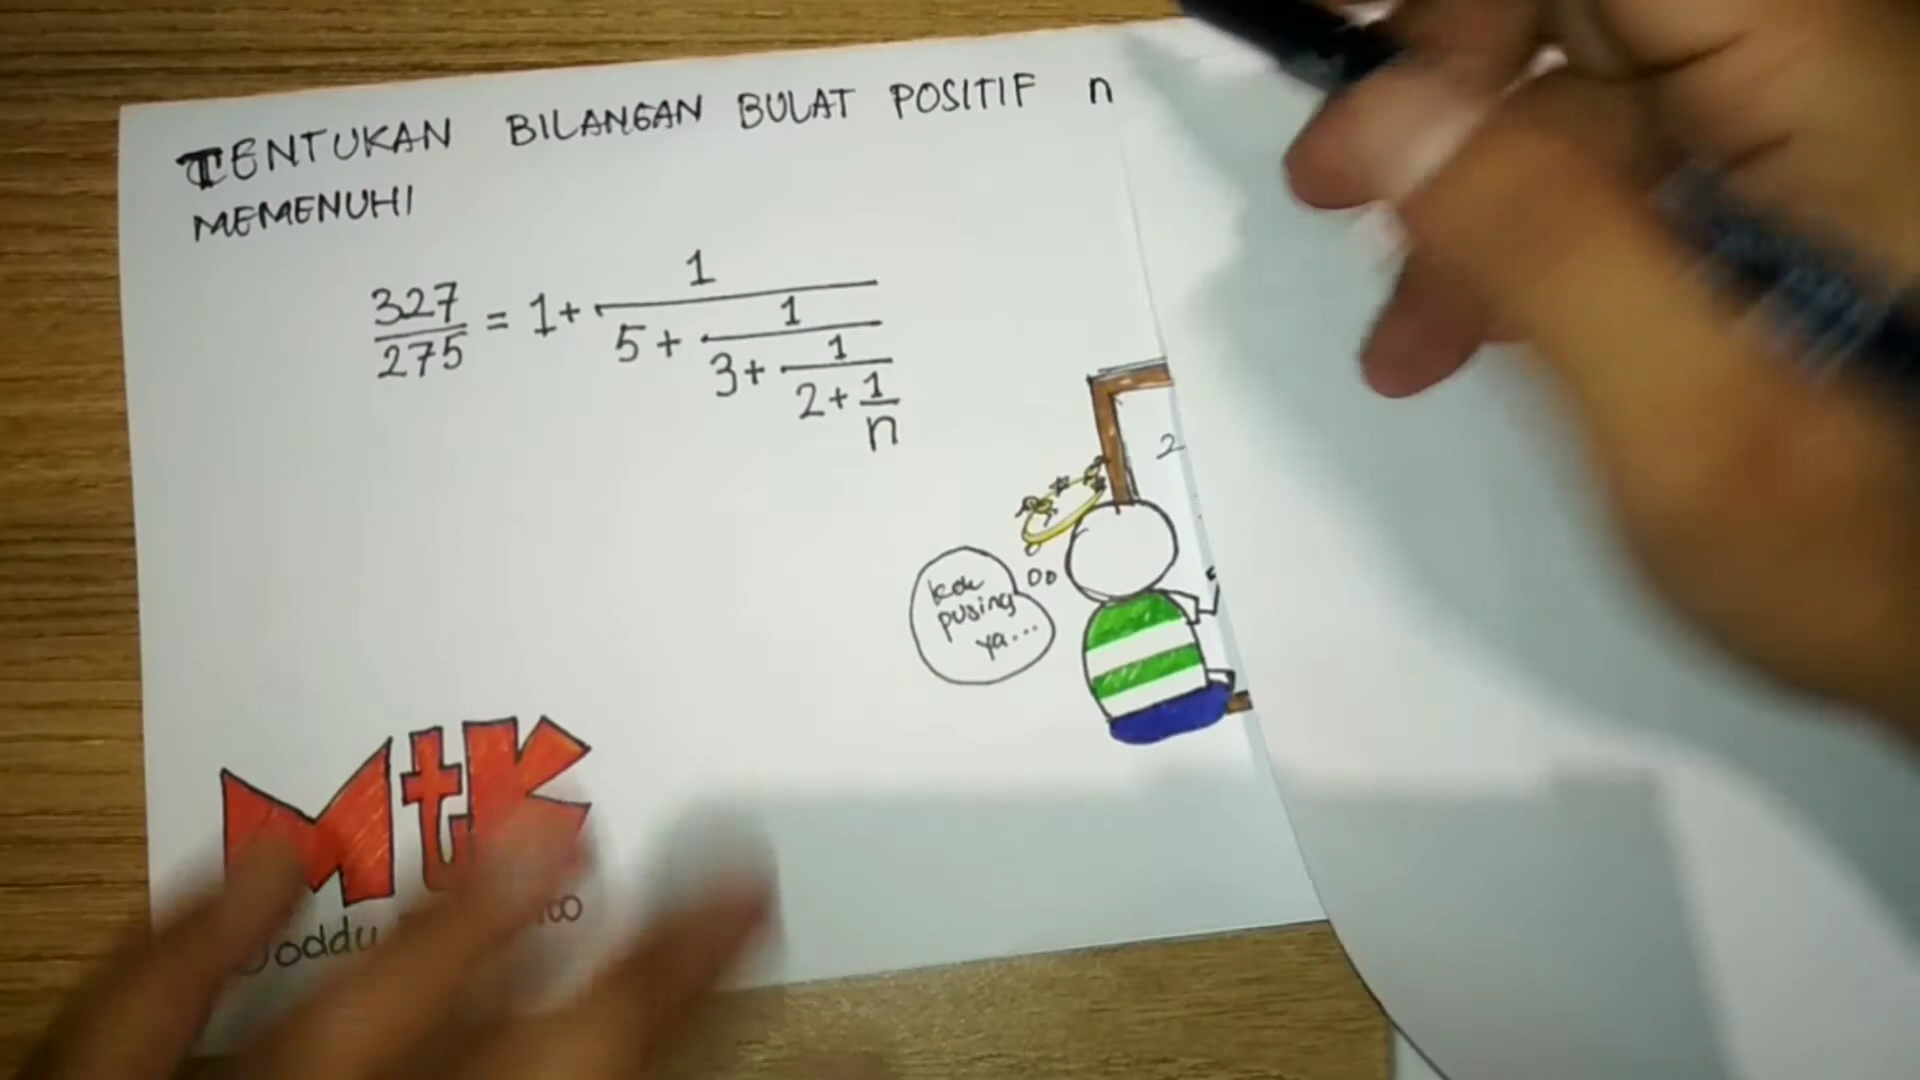 TENTUKAN BILANGAN BULAT POSITIF n
MEMENUHI
327/275 = 1 + 1/(5 + 1/(3 + 1/(2 + 1/n)))
2
kok
pusing
ya...
MtK